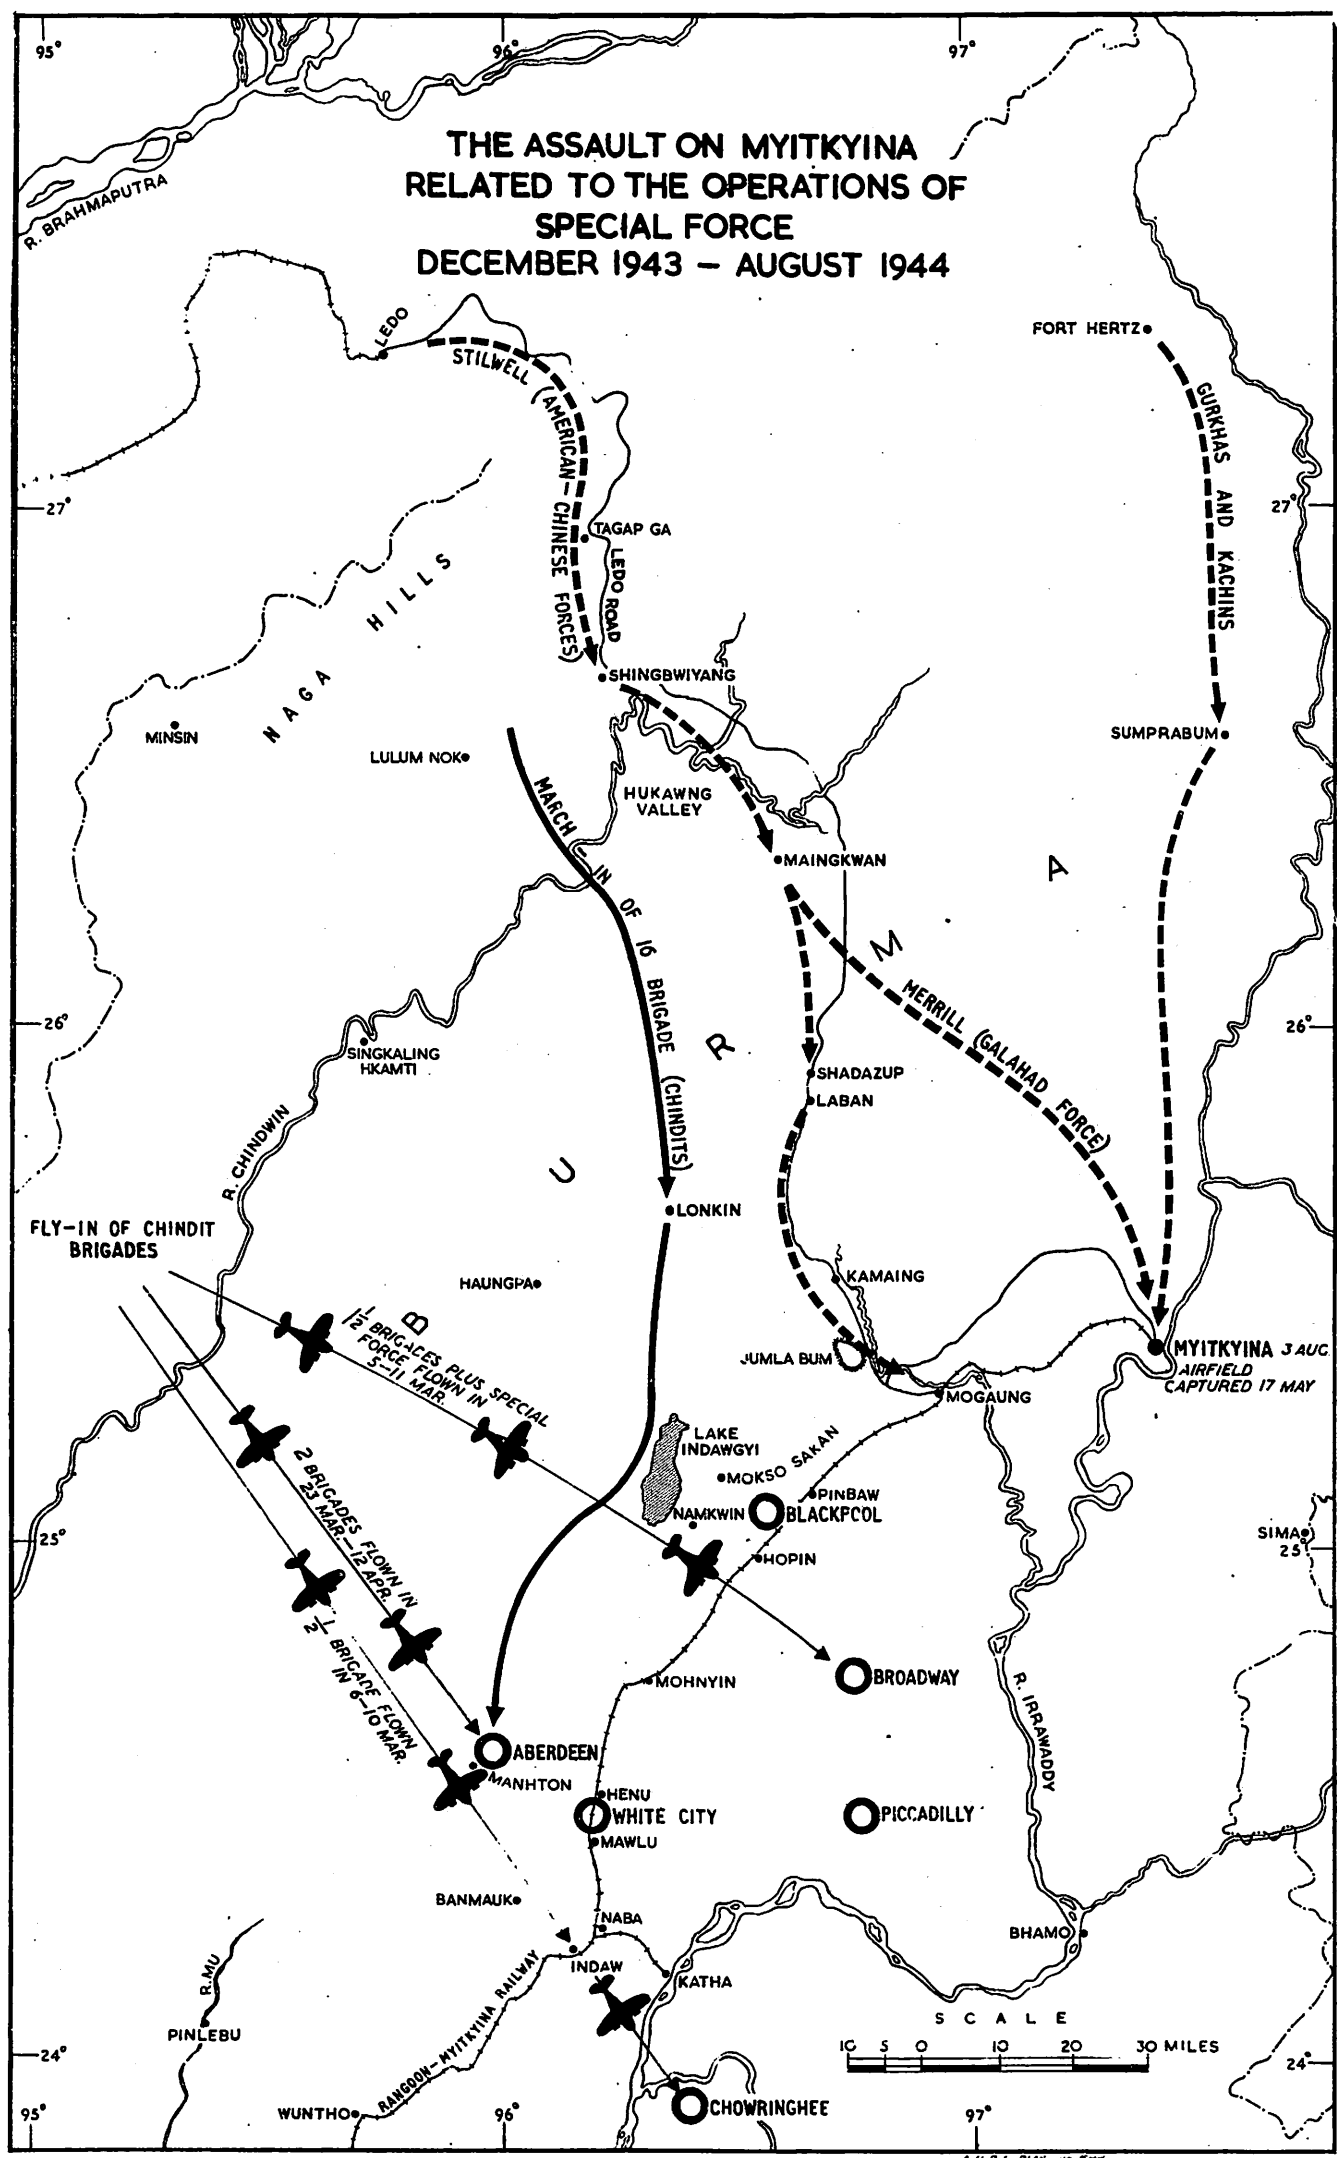 95°
96°
97°
THE ASSAULT ON MYITKYINA
RELATED TO THE OPERATIONS OF
SPECIAL FORCE
DECEMBER 1943 – AUGUST 1944
R. BRAHMAPUTRA
LEDO
STILWELL (AMERICAN–CHINESE FORCES)
FORT HERTZ
GURKHAS AND KACHINS
27°
27°
TAGAP GA
LEDO ROAD
NAGA HILLS
SHINGBWIYANG
MINSIN
LULUM NOK
SUMPRABUM
HUKAWNG
VALLEY
MARCH–IN OF 16 BRIGADE (CHINDITS)
MAINGKWAN
BURMA
MERRILL (GALAHAD FORCE)
26°
26°
SINGKALING
HKAMTI
SHADAZUP
LABAN
R. CHINDWIN
LONKIN
FLY–IN OF CHINDIT
BRIGADES
HAUNGPA
KAMAING
1½ BRIGADES PLUS SPECIAL
FORCE FLOWN IN
5–11 MAR.
JUMLA BUM
MYITKYINA 3 AUG
AIRFIELD
CAPTURED 17 MAY
MOGAUNG
LAKE
INDAWGYI
MOKSO SAKAN
PINBAW
BLACKPOOL
NAMKWIN
HOPIN
2 BRIGADES FLOWN IN
23 MAR.–12 APR.
25°
SIMA
25°
½ BRIGADE FLOWN
IN 6–10 MAR.
MOHNYIN
BROADWAY
R. IRRAWADDY
ABERDEEN
MANHTON
HENU
WHITE CITY
MAWLU
PICCADILLY
BANMAUK
NABA
BHAMO
INDAW
KATHA
R. MU
PINLEBU
RANGOON–MYITKYINA RAILWAY
SCALE
10 5 0 10 20 30 MILES
24°
24°
WUNTHO
CHOWRINGHEE
95°
96°
97°